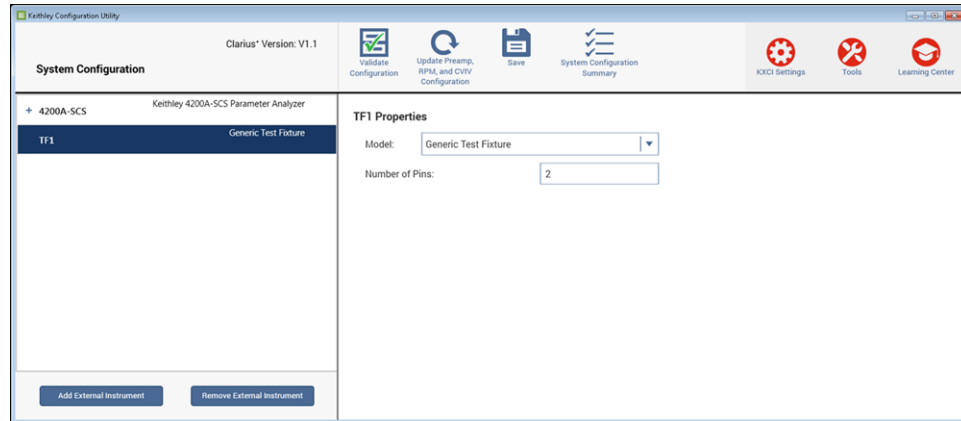 Keithley Configuration Utility
Clarius⁺ Version: V1.1
System Configuration
Validate
Configuration
Update Preamp,
RPM, and CVIV
Configuration
Save
System Configuration
Summary
KXCI Settings
Tools
Learning Center
+ 4200A-SCS
Keithley 4200A-SCS Parameter Analyzer
TF1
Generic Test Fixture
TF1 Properties
Model:
Generic Test Fixture
Number of Pins:
2
Add External Instrument
Remove External Instrument